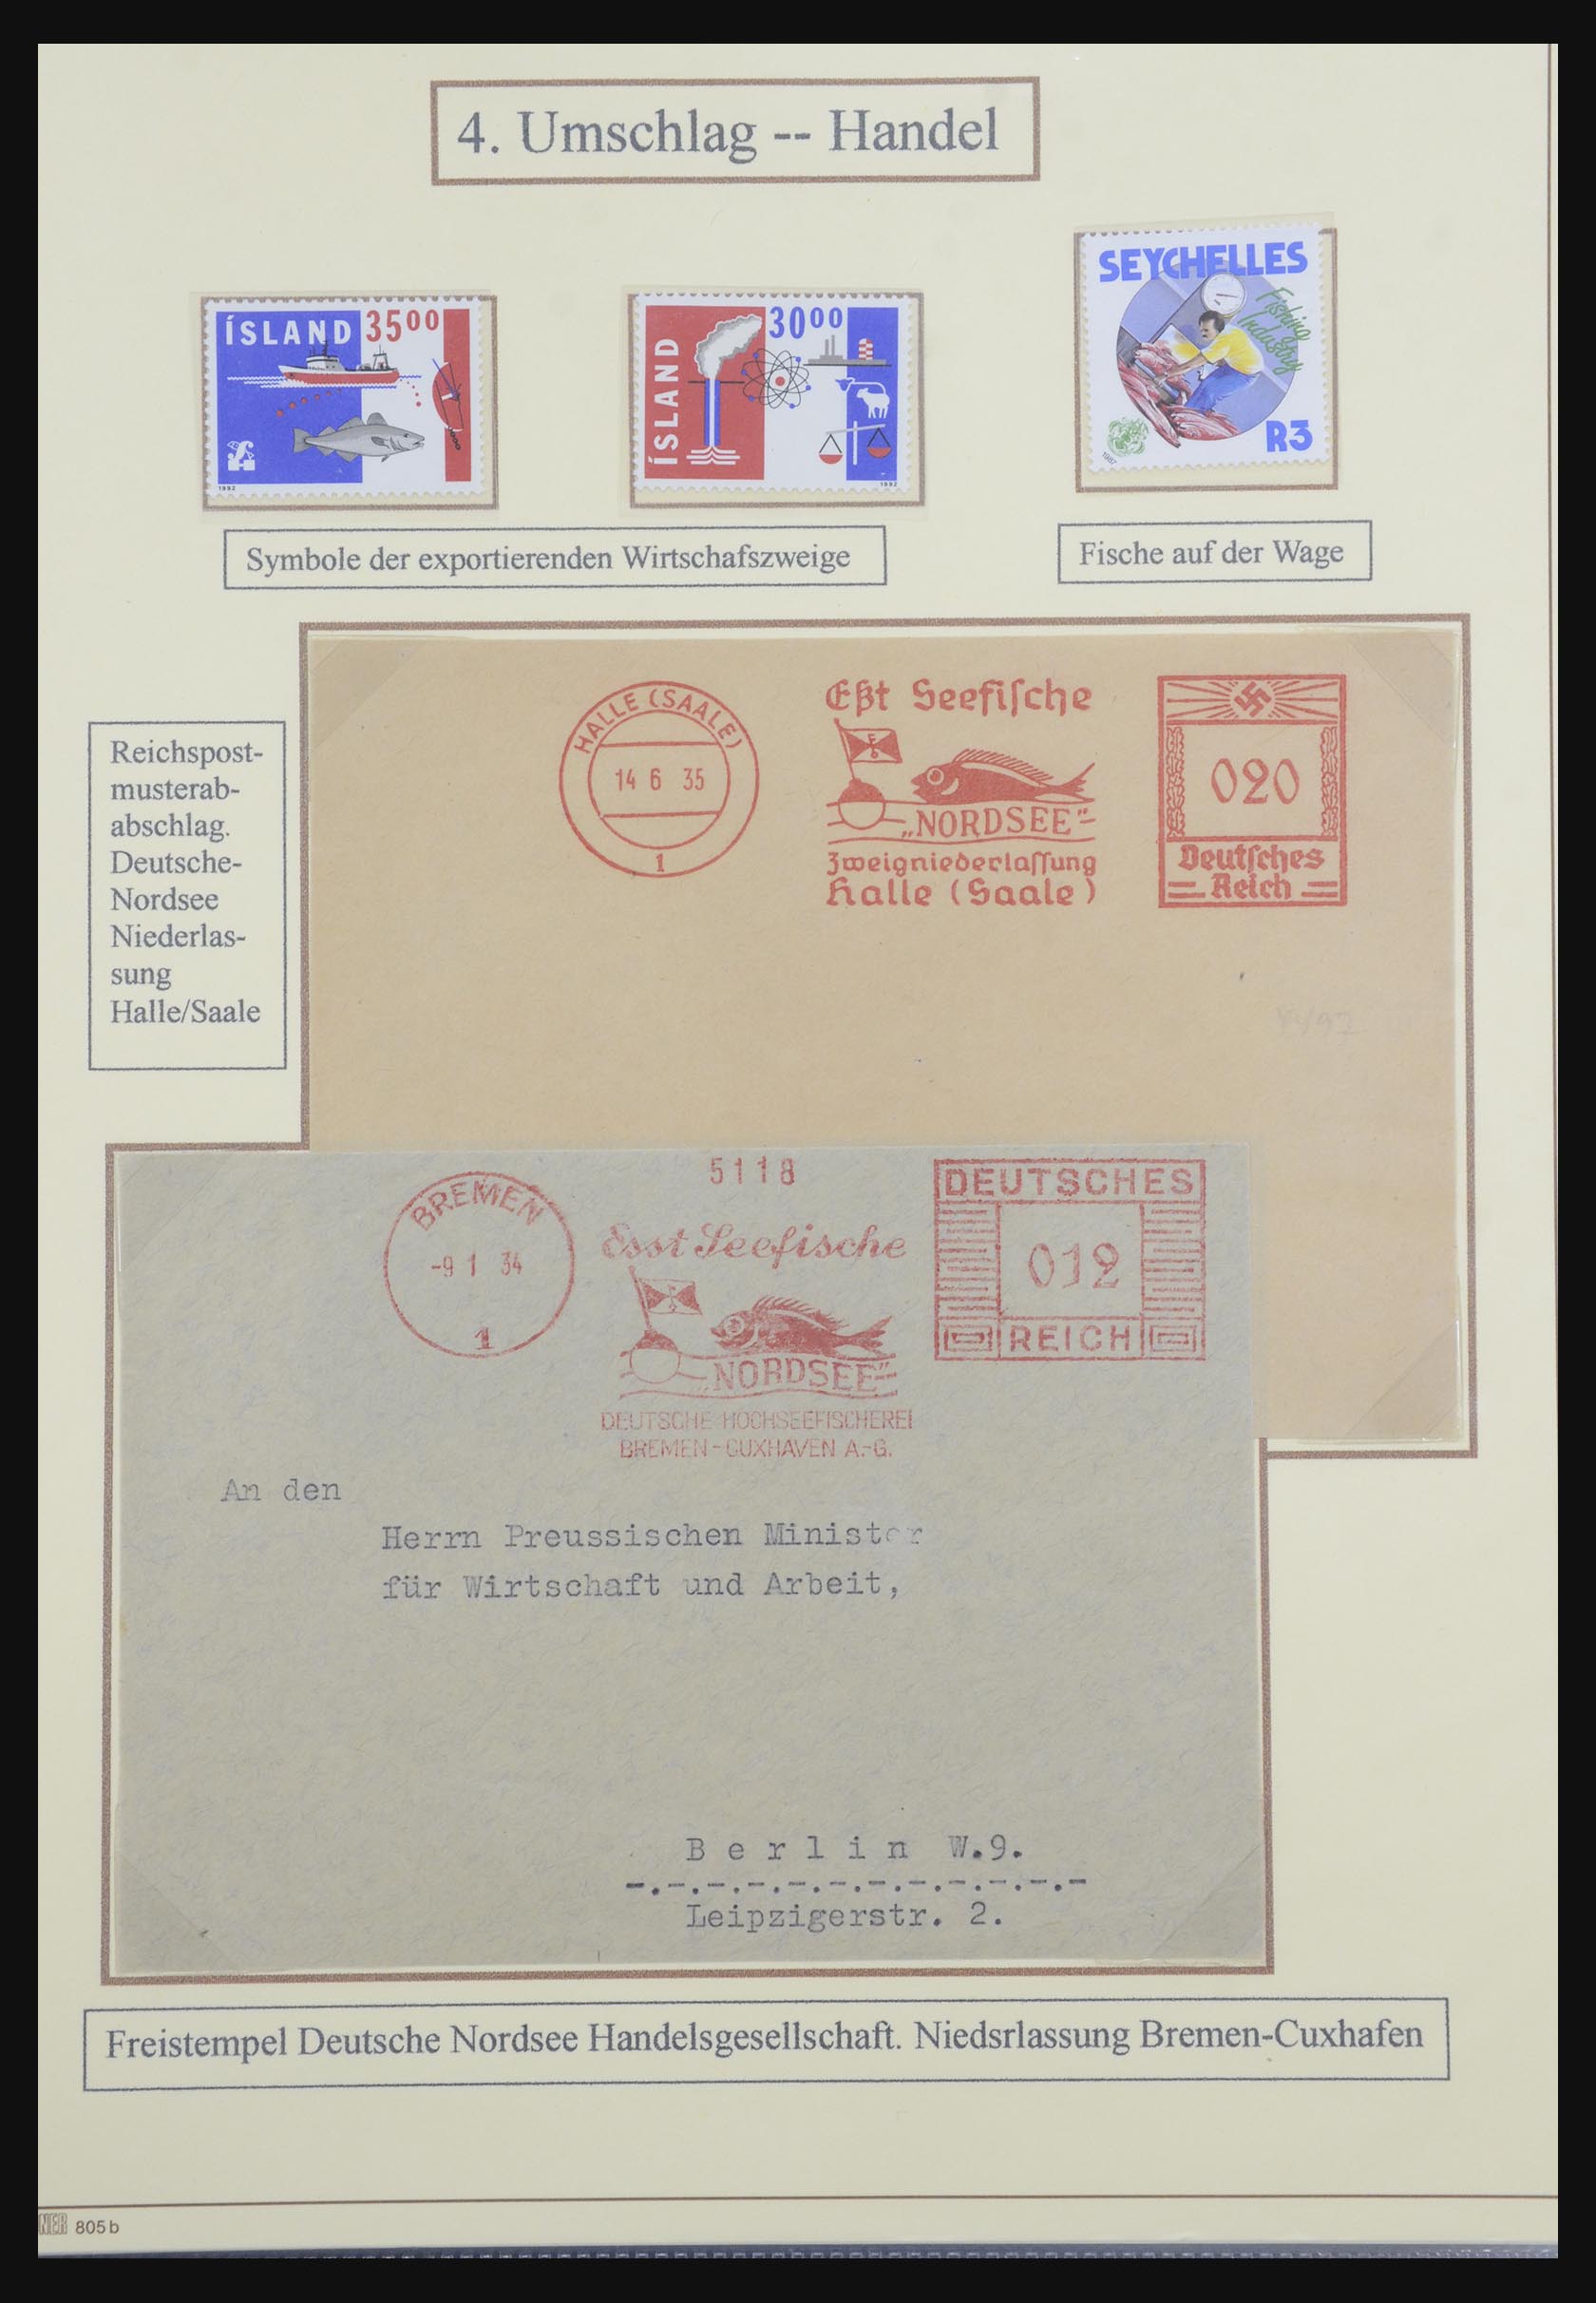 4. Umschlag -- Handel
ÍSLAND 3500
1992
ÍSLAND
3000
1992
SEYCHELLES
Fishing
Industry
R3
1987
Symbole der exportierenden Wirtschafszweige
Fische auf der Wage
Reichspost-
musterab-
abschlag.
Deutsche-
Nordsee
Niederlas-
sung
Halle/Saale
HALLE (SAALE)
14 6 35
1
Eßt Seefiſche
„NORDSEE“
Zweigniederlaſſung
Halle (Saale)
020
Deutſches
Reich
5118
BREMEN
-9 1 34
1
Esst Seefische
„NORDSEE“
DEUTSCHE HOCHSEEFISCHEREI
BREMEN-CUXHAVEN A.-G.
DEUTSCHES
012
REICH
An den
Herrn Preussischen Minister
für Wirtschaft und Arbeit,
Berlin W.9.
-.-.-.-.-.-.-.-.-.-.-.-
Leipzigerstr. 2.
Freistempel Deutsche Nordsee Handelsgesellschaft. Niedsrlassung Bremen-Cuxhafen
805 b